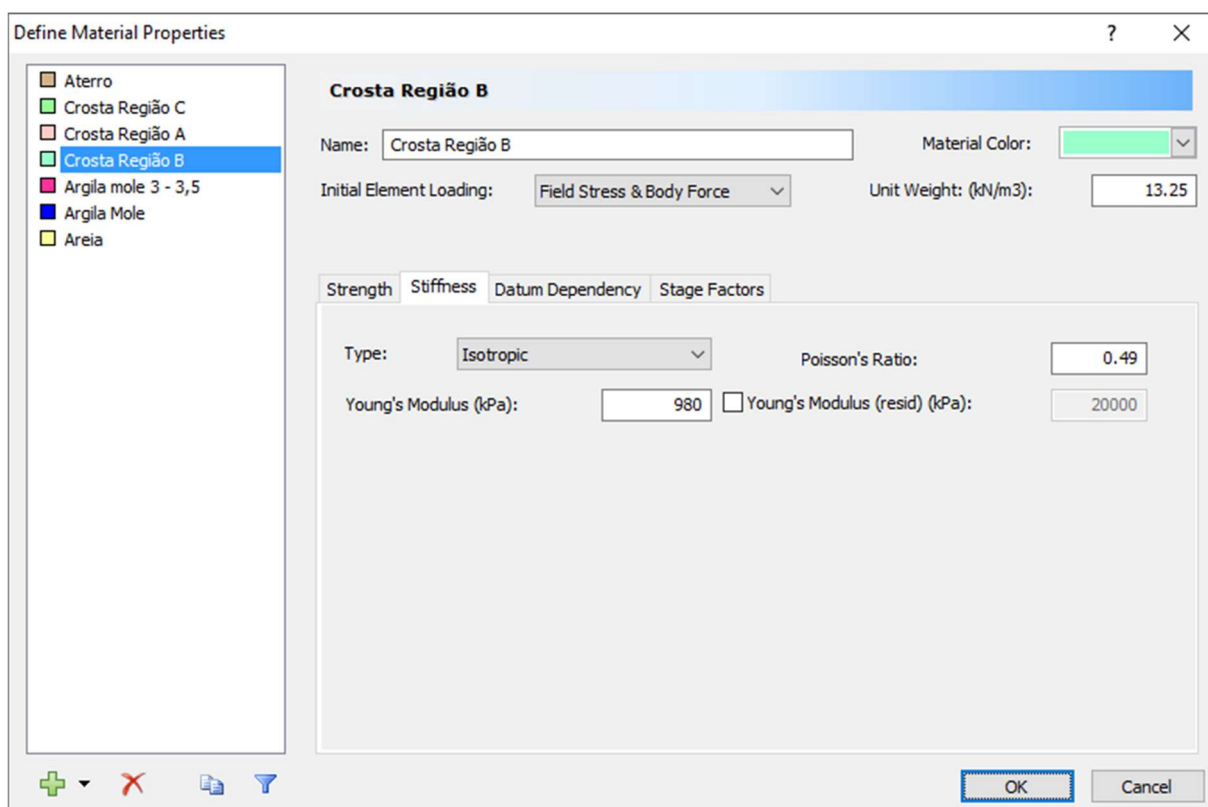 Define Material Properties ?
Aterro
Crosta Região C
Crosta Região A
Crosta Região B
Argila mole 3 - 3,5
Argila Mole
Areia
Crosta Região B
Name: Crosta Região B Material Color:
Initial Element Loading: Field Stress & Body Force Unit Weight: (kN/m3): 13.25
Strength Stiffness Datum Dependency Stage Factors
Type: Isotropic Poisson's Ratio: 0.49
Young's Modulus (kPa): 980 Young's Modulus (resid) (kPa): 20000
OK Cancel